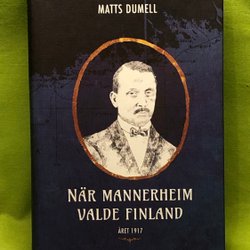 MATTS DUMELL
NÄR MANNERHEIM
VALDE FINLAND
ÅRET 1917